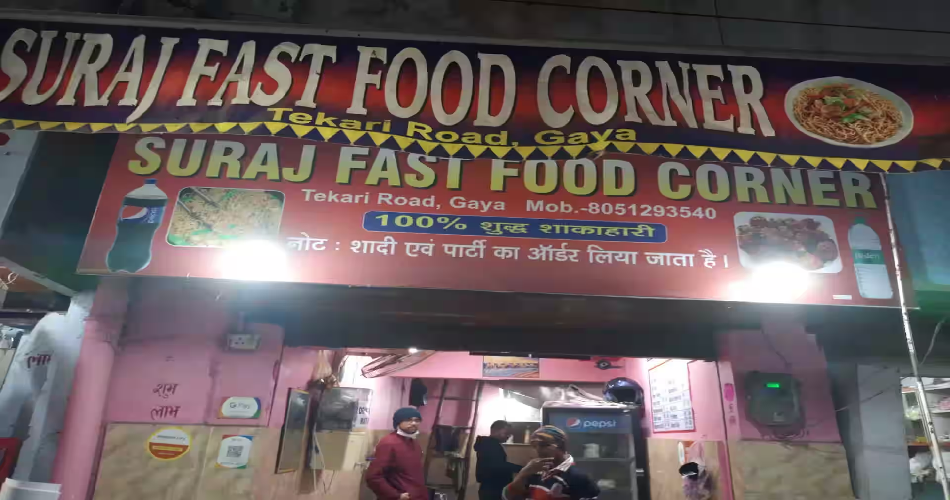 SURAJ FAST FOOD CORNER
Tekari Road, Gaya
SURAJ FAST FOOD CORNER
Tekari Road, Gaya Mob.-8051293540
100% शुद्ध शाकाहारी
नोट : शादी एवं पार्टी का ऑर्डर लिया जाता है।
शुभ
लाभ
G Pay
pepsi